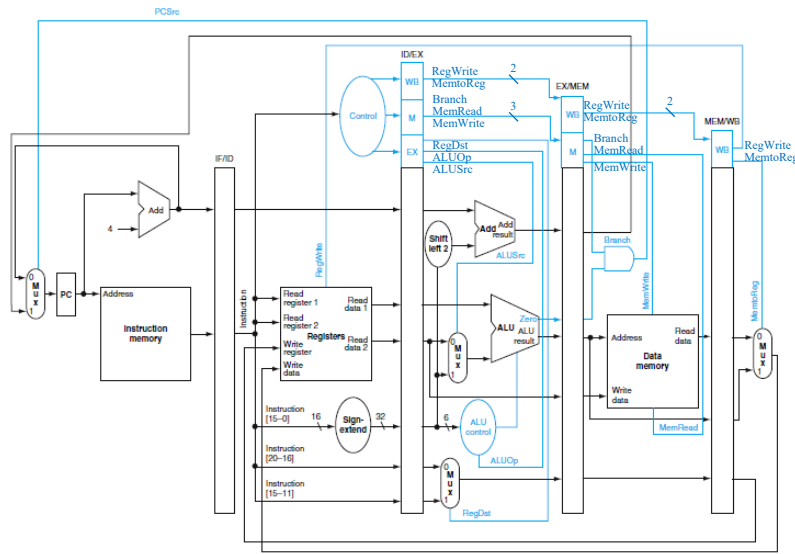 PCSrc
ID/EX
WB
RegWrite
MemtoReg
2
EX/MEM
Control
M
Branch
MemRead
MemWrite
3
WB
RegWrite
MemtoReg
2
MEM/WB
EX
RegDst
ALUOp
ALUSrc
M
Branch
MemRead
MemWrite
WB
RegWrite
MemtoReg
IF/ID
Add
4
Add
Add
result
Shift
left 2
ALUSrc
Branch
RegWrite
MemWrite
MemtoReg
0
M
u
x
1
PC
Address
Instruction
memory
Instruction
Read
register 1
Read
data 1
Read
register 2
Registers
Read
data 2
Write
register
Write
data
0
M
u
x
1
Zero
ALU
ALU
result
Address
Read
data
Data
memory
Write
data
MemRead
0
M
u
x
1
Instruction
[15–0]
16
Sign-
extend
32
6
ALU
control
ALUOp
Instruction
[20–16]
Instruction
[15–11]
0
M
u
x
1
RegDst